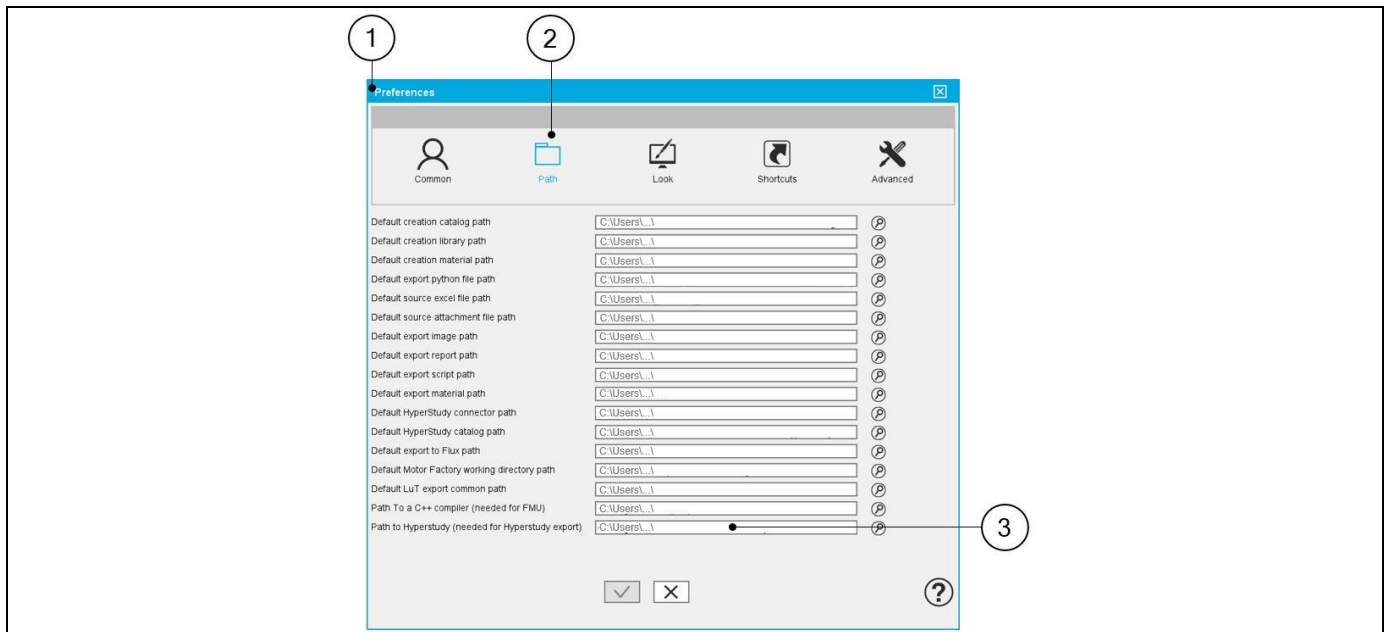 1 2
Preferences
Common Path Look Shortcuts Advanced
Default creation catalog path C:\Users\...\
Default creation library path C:\Users\...\
Default creation material path C:\Users\...\
Default export python file path C:\Users\...\
Default source excel file path C:\Users\...\
Default source attachment file path C:\Users\...\
Default export image path C:\Users\...\
Default export report path C:\Users\...\
Default export script path C:\Users\...\
Default export material path C:\Users\...\
Default HyperStudy connector path C:\Users\...\
Default HyperStudy catalog path C:\Users\...\
Default export to Flux path C:\Users\...\
Default Motor Factory working directory path C:\Users\...\
Default LuT export common path C:\Users\...\
Path To a C++ compiler (needed for FMU) C:\Users\...\
Path to Hyperstudy (needed for Hyperstudy export) C:\Users\...\ 3
?